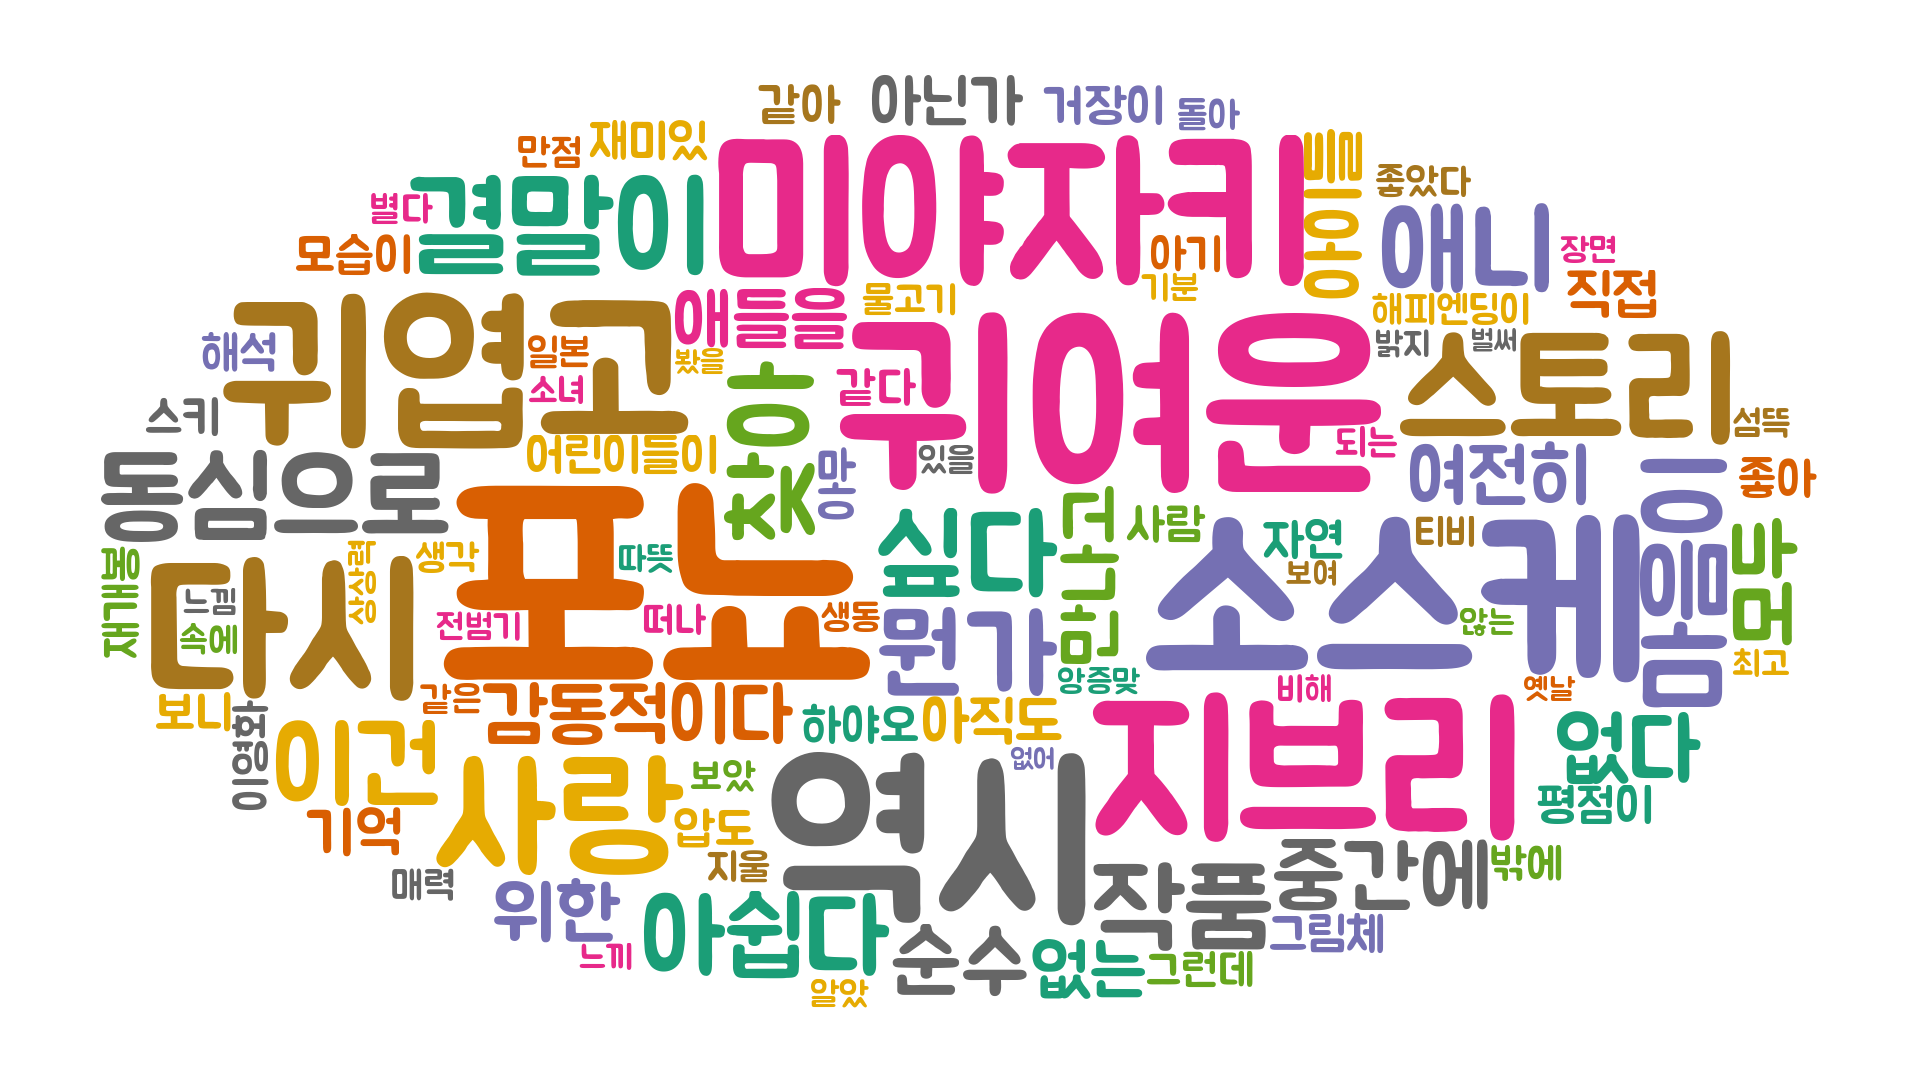 같아
아닌가
거장이
돌아
만점
재미있
미야자키
들이
좋았다
별다
결말이
애니
장면
모습이
아기
직접
기분
귀엽고
애들을
물고기
해피엔딩이
해석
일본
봤을
귀여운
밝지
벌써
스토리
소녀
같다
스키
섬뜩
어린이들이
되는
있을
동심으로
여전히
좋아
포뇨
싶다
사람
자연
티비
소스케
재개봉
다시
상상력
생각
따뜻
보여
느낌
속에
전범기
떠나
생동
뭔가
않는
최고
앙증맞
보니
같은
감동적이다
하야오
아직도
비해
옛날
지브리
없다
이영화
이건
사랑
보았
역시
없어
평점이
기억
압도
지울
매력
작품
중간에
밖에
위한
아쉽다
순수
없는
그림체
느끼
그런데
알았